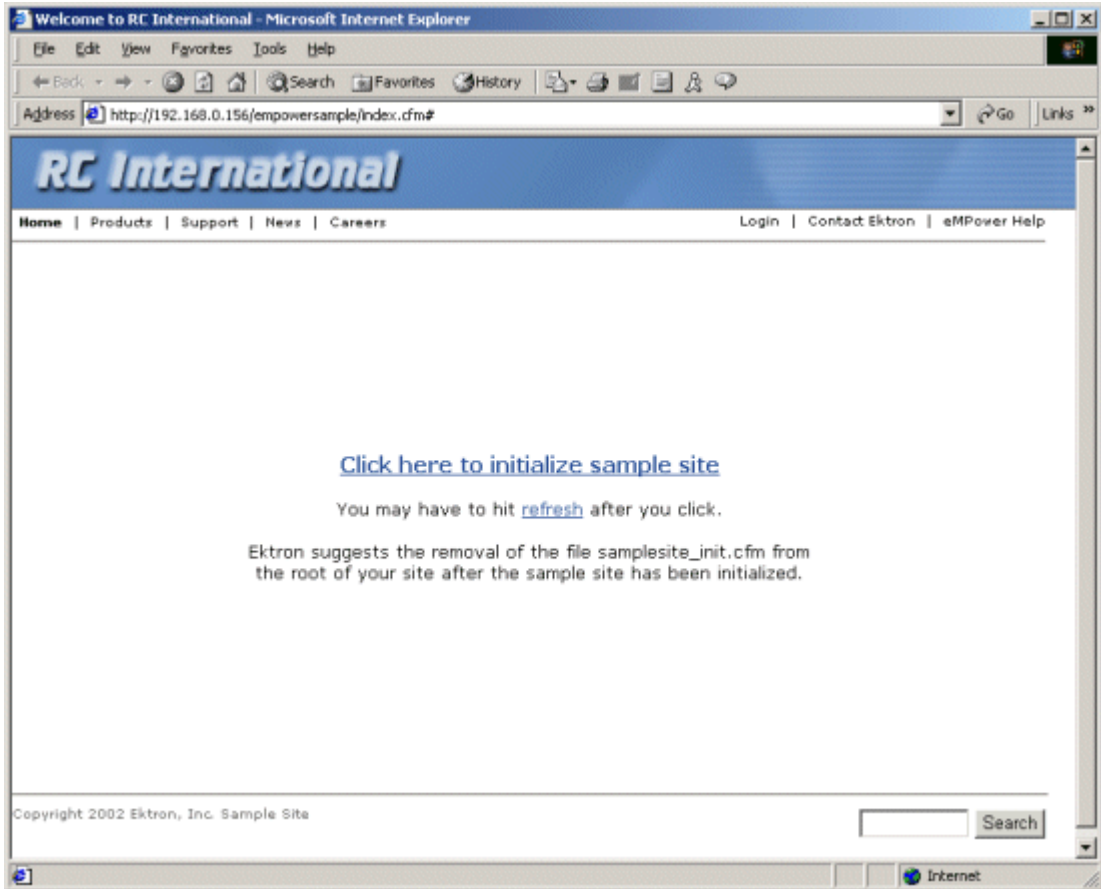 Welcome to RC International - Microsoft Internet Explorer
File Edit View Favorites Tools Help
Back Search Favorites History
Address http://192.168.0.156/empowersample/index.cfm# Go Links »
RC International
Home | Products | Support | News | Careers Login | Contact Ektron | eMPower Help
Click here to initialize sample site
You may have to hit refresh after you click.
Ektron suggests the removal of the file samplesite_init.cfm from
the root of your site after the sample site has been initialized.
Copyright 2002 Ektron, Inc. Sample Site
Search
Internet